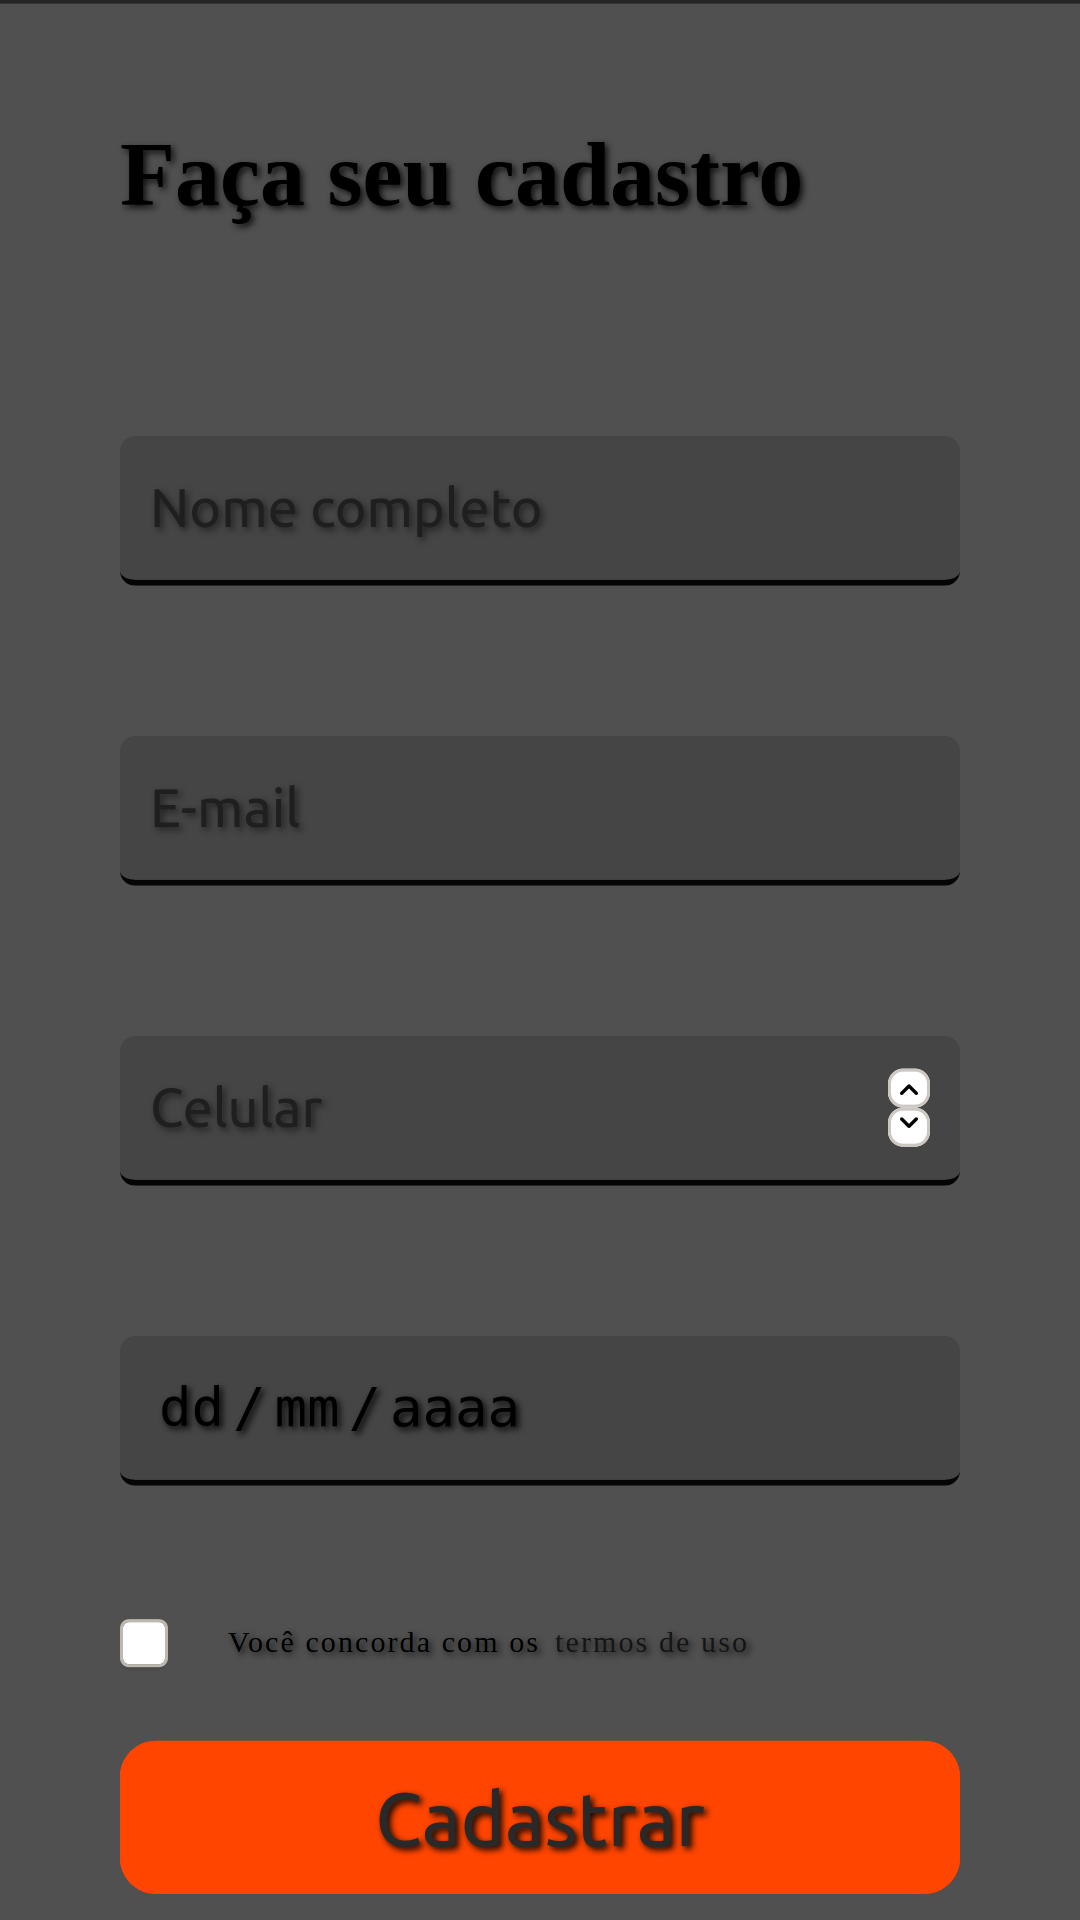 Faça seu cadastro
Nome completo
E-mail
Celular
dd/mm/aaaa
Você concorda com os termos de uso
Cadastrar